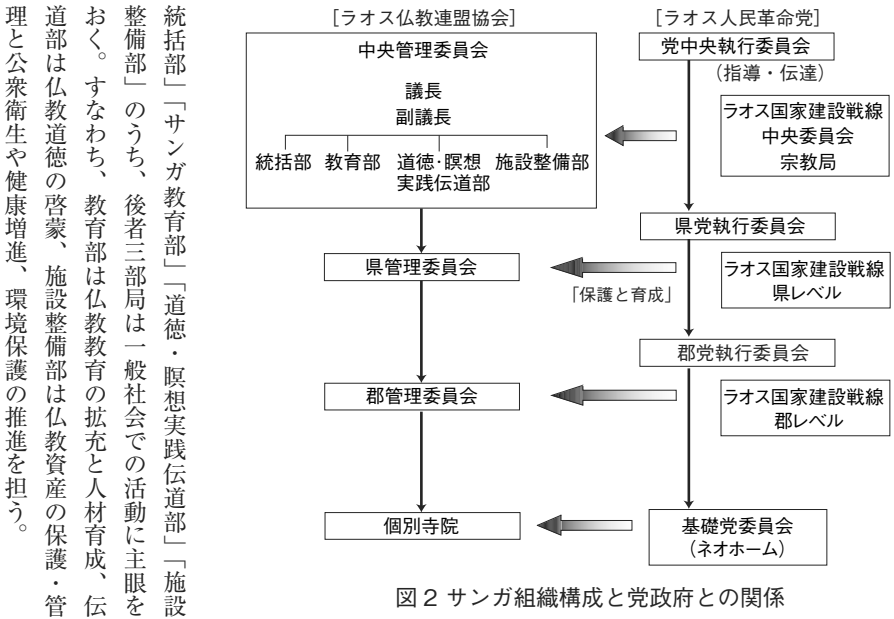 統括部」「サンガ教育部」「道徳・瞑想実践伝道部」「施設
整備部」のうち、後者三部局は一般社会での活動に主眼を
おく。すなわち、教育部は仏教教育の拡充と人材育成、伝
道部は仏教道徳の啓蒙、施設整備部は仏教資産の保護・管
理と公衆衛生や健康増進、環境保護の推進を担う。
[ラオス仏教連盟協会]
中央管理委員会
議長
副議長
統括部 教育部 道徳・瞑想 施設整備部
実践伝道部
県管理委員会
郡管理委員会
個別寺院
[ラオス人民革命党]
党中央執行委員会
(指導・伝達)
ラオス国家建設戦線
中央委員会
宗教局
県党執行委員会
ラオス国家建設戦線
県レベル
「保護と育成」
郡党執行委員会
ラオス国家建設戦線
郡レベル
基礎党委員会
(ネオホーム)
図2 サンガ組織構成と党政府との関係